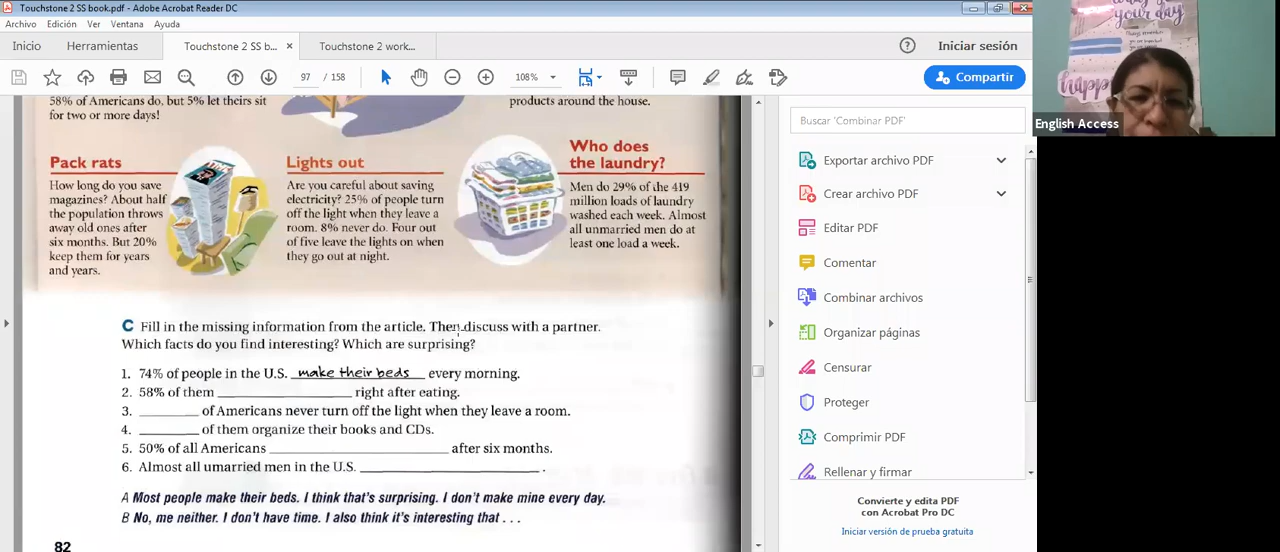 Touchstone 2 SS book.pdf - Adobe Acrobat Reader DC
Archivo Edición Ver Ventana Ayuda
Inicio Herramientas Touchstone 2 SS b... × Touchstone 2 work... Iniciar sesión
97 / 158 108% Compartir
58% of Americans do, but 5% let theirs sit
for two or more days!
products around the house.
Pack rats
How long do you save
magazines? About half
the population throws
away old ones after
six months. But 20%
keep them for years
and years.
Lights out
Are you careful about saving
electricity? 25% of people turn
off the light when they leave a
room. 8% never do. Four out
of five leave the lights on when
they go out at night.
Who does
the laundry?
Men do 29% of the 419
million loads of laundry
washed each week. Almost
all unmarried men do at
least one load a week.
C Fill in the missing information from the article. Then discuss with a partner.
Which facts do you find interesting? Which are surprising?
1. 74% of people in the U.S. make their beds every morning.
2. 58% of them ______________ right after eating.
3. ______ of Americans never turn off the light when they leave a room.
4. ______ of them organize their books and CDs.
5. 50% of all Americans ___________________ after six months.
6. Almost all umarried men in the U.S. ___________________ .
A Most people make their beds. I think that's surprising. I don't make mine every day.
B No, me neither. I don't have time. I also think it's interesting that . . .
82
Buscar 'Combinar PDF'
Exportar archivo PDF
Crear archivo PDF
Editar PDF
Comentar
Combinar archivos
Organizar páginas
Censurar
Proteger
Comprimir PDF
Rellenar y firmar
Convierte y edita PDF
con Acrobat Pro DC
Iniciar versión de prueba gratuita
your day
happ
English Access